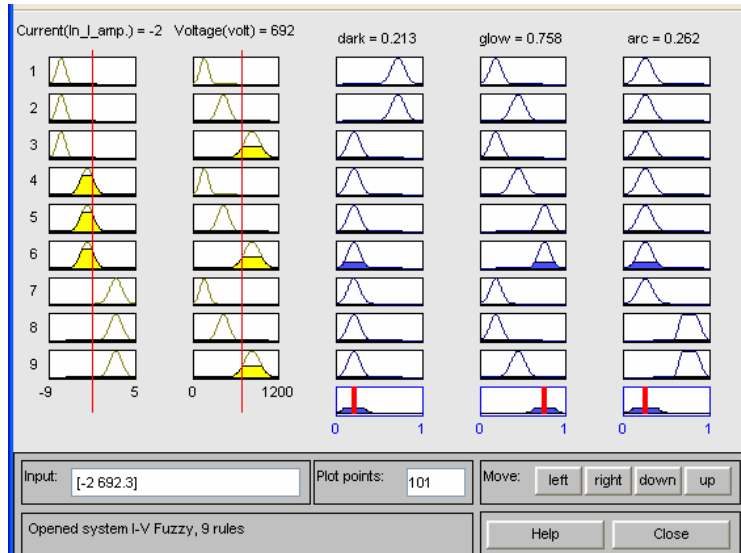 Current(ln_I_amp.) = -2 Voltage(volt) = 692 dark = 0.213 glow = 0.758 arc = 0.262
1
2
3
4
5
6
7
8
9
-9 5 0 1200
0 1 0 1 0 1
Input: [-2 692.3] Plot points: 101 Move: left right down up
Opened system I-V Fuzzy, 9 rules Help Close